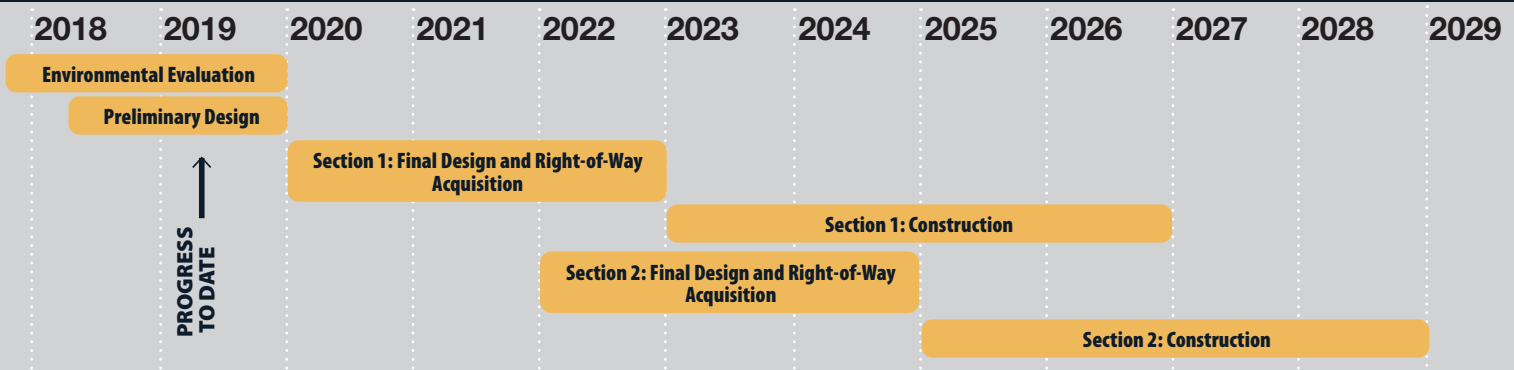 2018 2019 2020 2021 2022 2023 2024 2025 2026 2027 2028 2029
Environmental Evaluation
Preliminary Design
Section 1: Final Design and Right-of-Way
Acquisition
Section 1: Construction
PROGRESS
TO DATE
Section 2: Final Design and Right-of-Way
Acquisition
Section 2: Construction